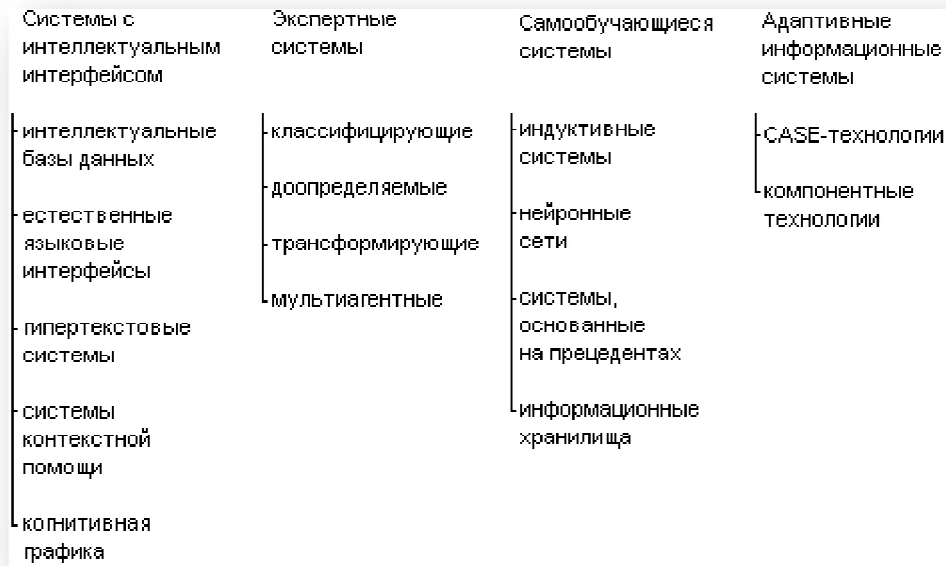 Системы с
интеллектуальным
интерфейсом
интеллектуальные
базы данных
естественные
языковые
интерфейсы
гипертекстовые
системы
системы
контекстной
помощи
когнитивная
графика
Экспертные
системы
классифицирующие
доопределяемые
трансформирующие
мультиагентные
Самообучающиеся
системы
индуктивные
системы
нейронные
сети
системы,
основанные
на прецедентах
информационные
хранилища
Адаптивные
информационные
системы
CASE-технологии
компонентные
технологии